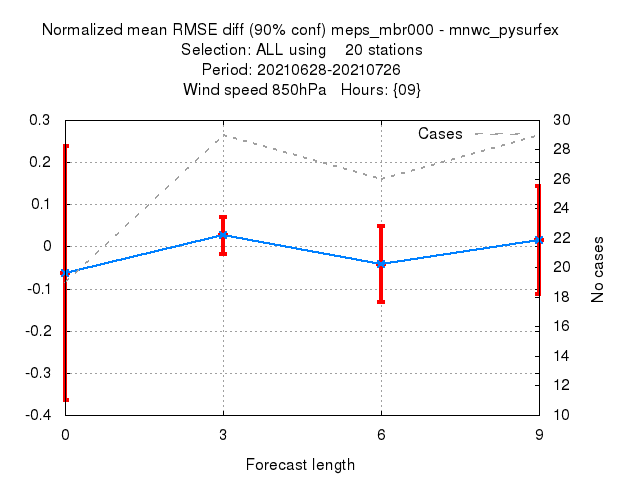 Normalized mean RMSE diff (90% conf) meps_mbr000 - mnwc_pysurfex
Selection: ALL using    20 stations
Period: 20210628-20210726
Wind speed 850hPa   Hours: {09}
Cases
0.3
0.2
0.1
0
-0.1
-0.2
-0.3
-0.4
30
28
26
24
22
20
18
16
14
12
10
No cases
0 3 6 9
Forecast length